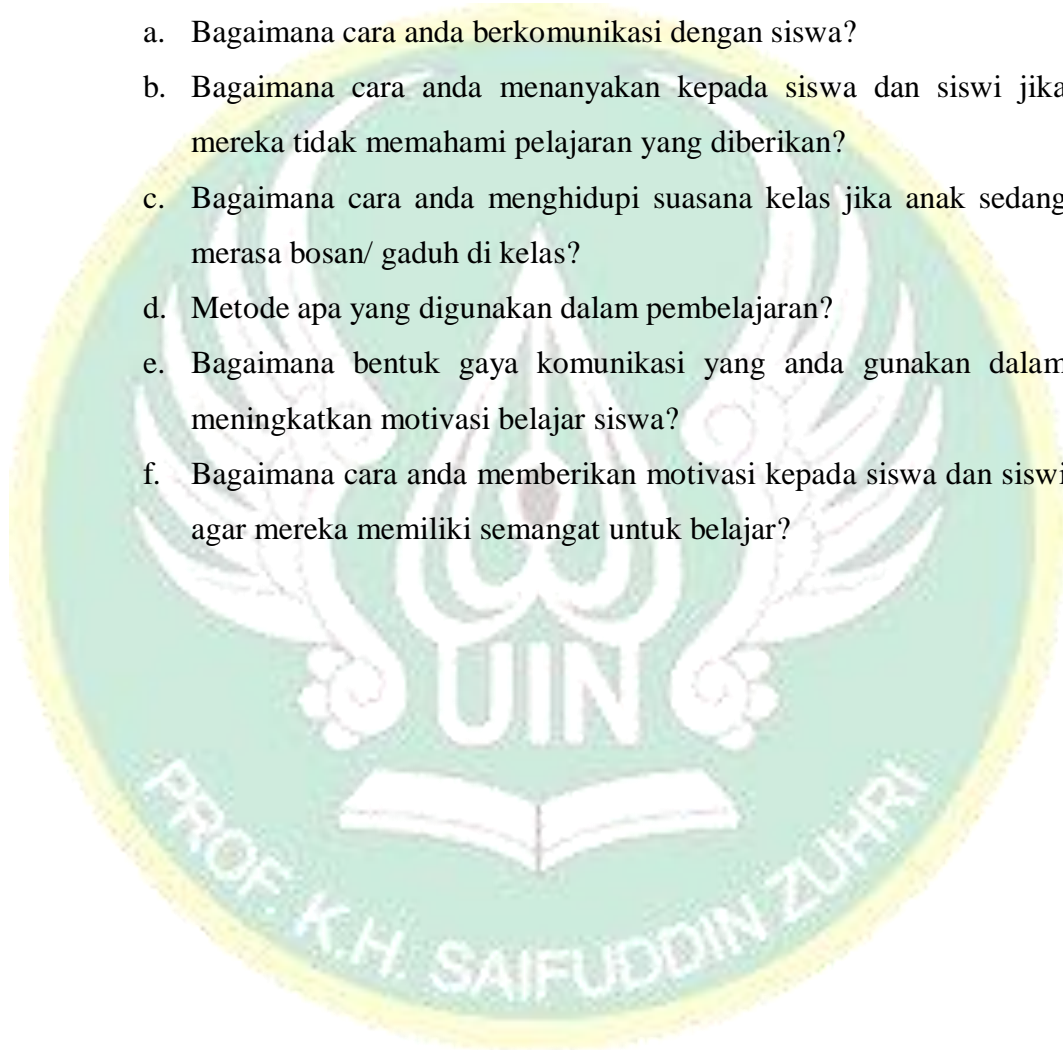 a. Bagaimana cara anda berkomunikasi dengan siswa?
b. Bagaimana cara anda menanyakan kepada siswa dan siswi jika
mereka tidak memahami pelajaran yang diberikan?
c. Bagaimana cara anda menghidupi suasana kelas jika anak sedang
merasa bosan/ gaduh di kelas?
d. Metode apa yang digunakan dalam pembelajaran?
e. Bagaimana bentuk gaya komunikasi yang anda gunakan dalam
meningkatkan motivasi belajar siswa?
f. Bagaimana cara anda memberikan motivasi kepada siswa dan siswi
agar mereka memiliki semangat untuk belajar?
UIN
PROF. K.H. SAIFUDDIN ZUHRI